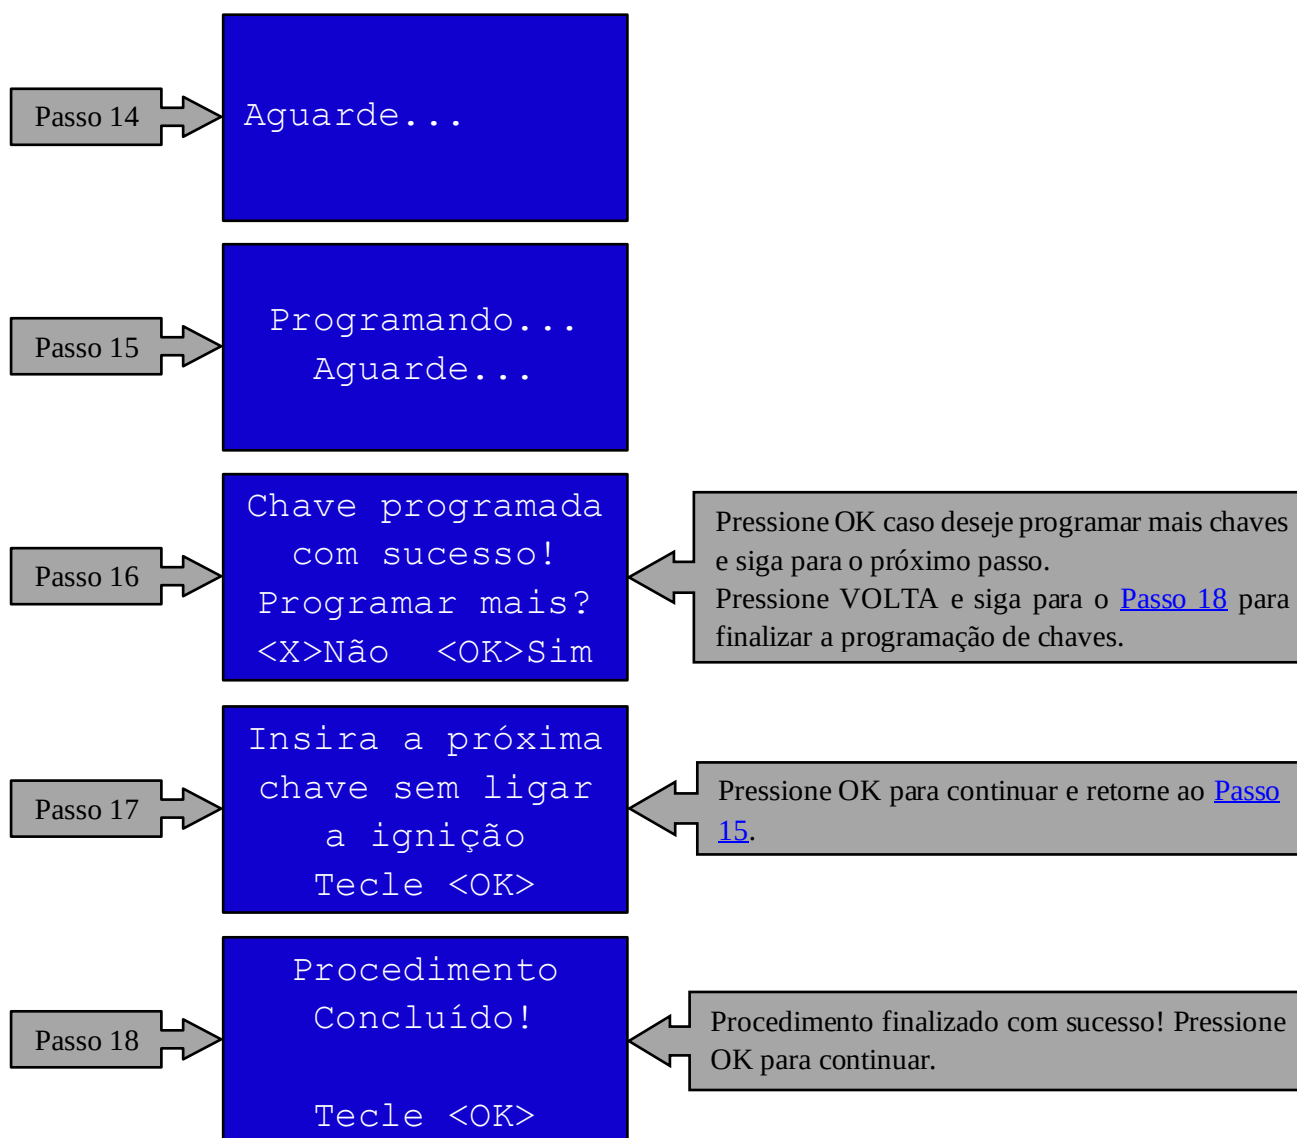 Passo 14
Aguarde...
Passo 15
Programando...
Aguarde...
Passo 16
Chave programada
com sucesso!
Programar mais?
<X>Não <OK>Sim
Pressione OK caso deseje programar mais chaves
e siga para o próximo passo.
Pressione VOLTA e siga para o Passo 18 para
finalizar a programação de chaves.
Passo 17
Insira a próxima
chave sem ligar
a ignição
Tecle <OK>
Pressione OK para continuar e retorne ao Passo
15.
Passo 18
Procedimento
Concluído!
Tecle <OK>
Procedimento finalizado com sucesso! Pressione
OK para continuar.